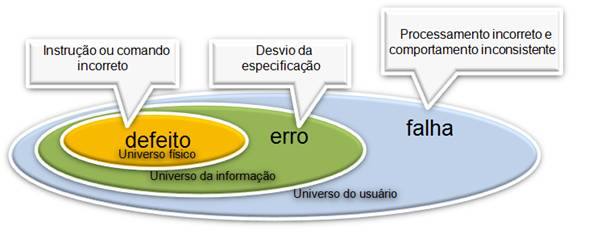 Instrução ou comando
incorreto
Desvio da
especificação
Processamento incorreto e
comportamento inconsistente
defeito
Universo físico
erro
Universo da informação
falha
Universo do usuário